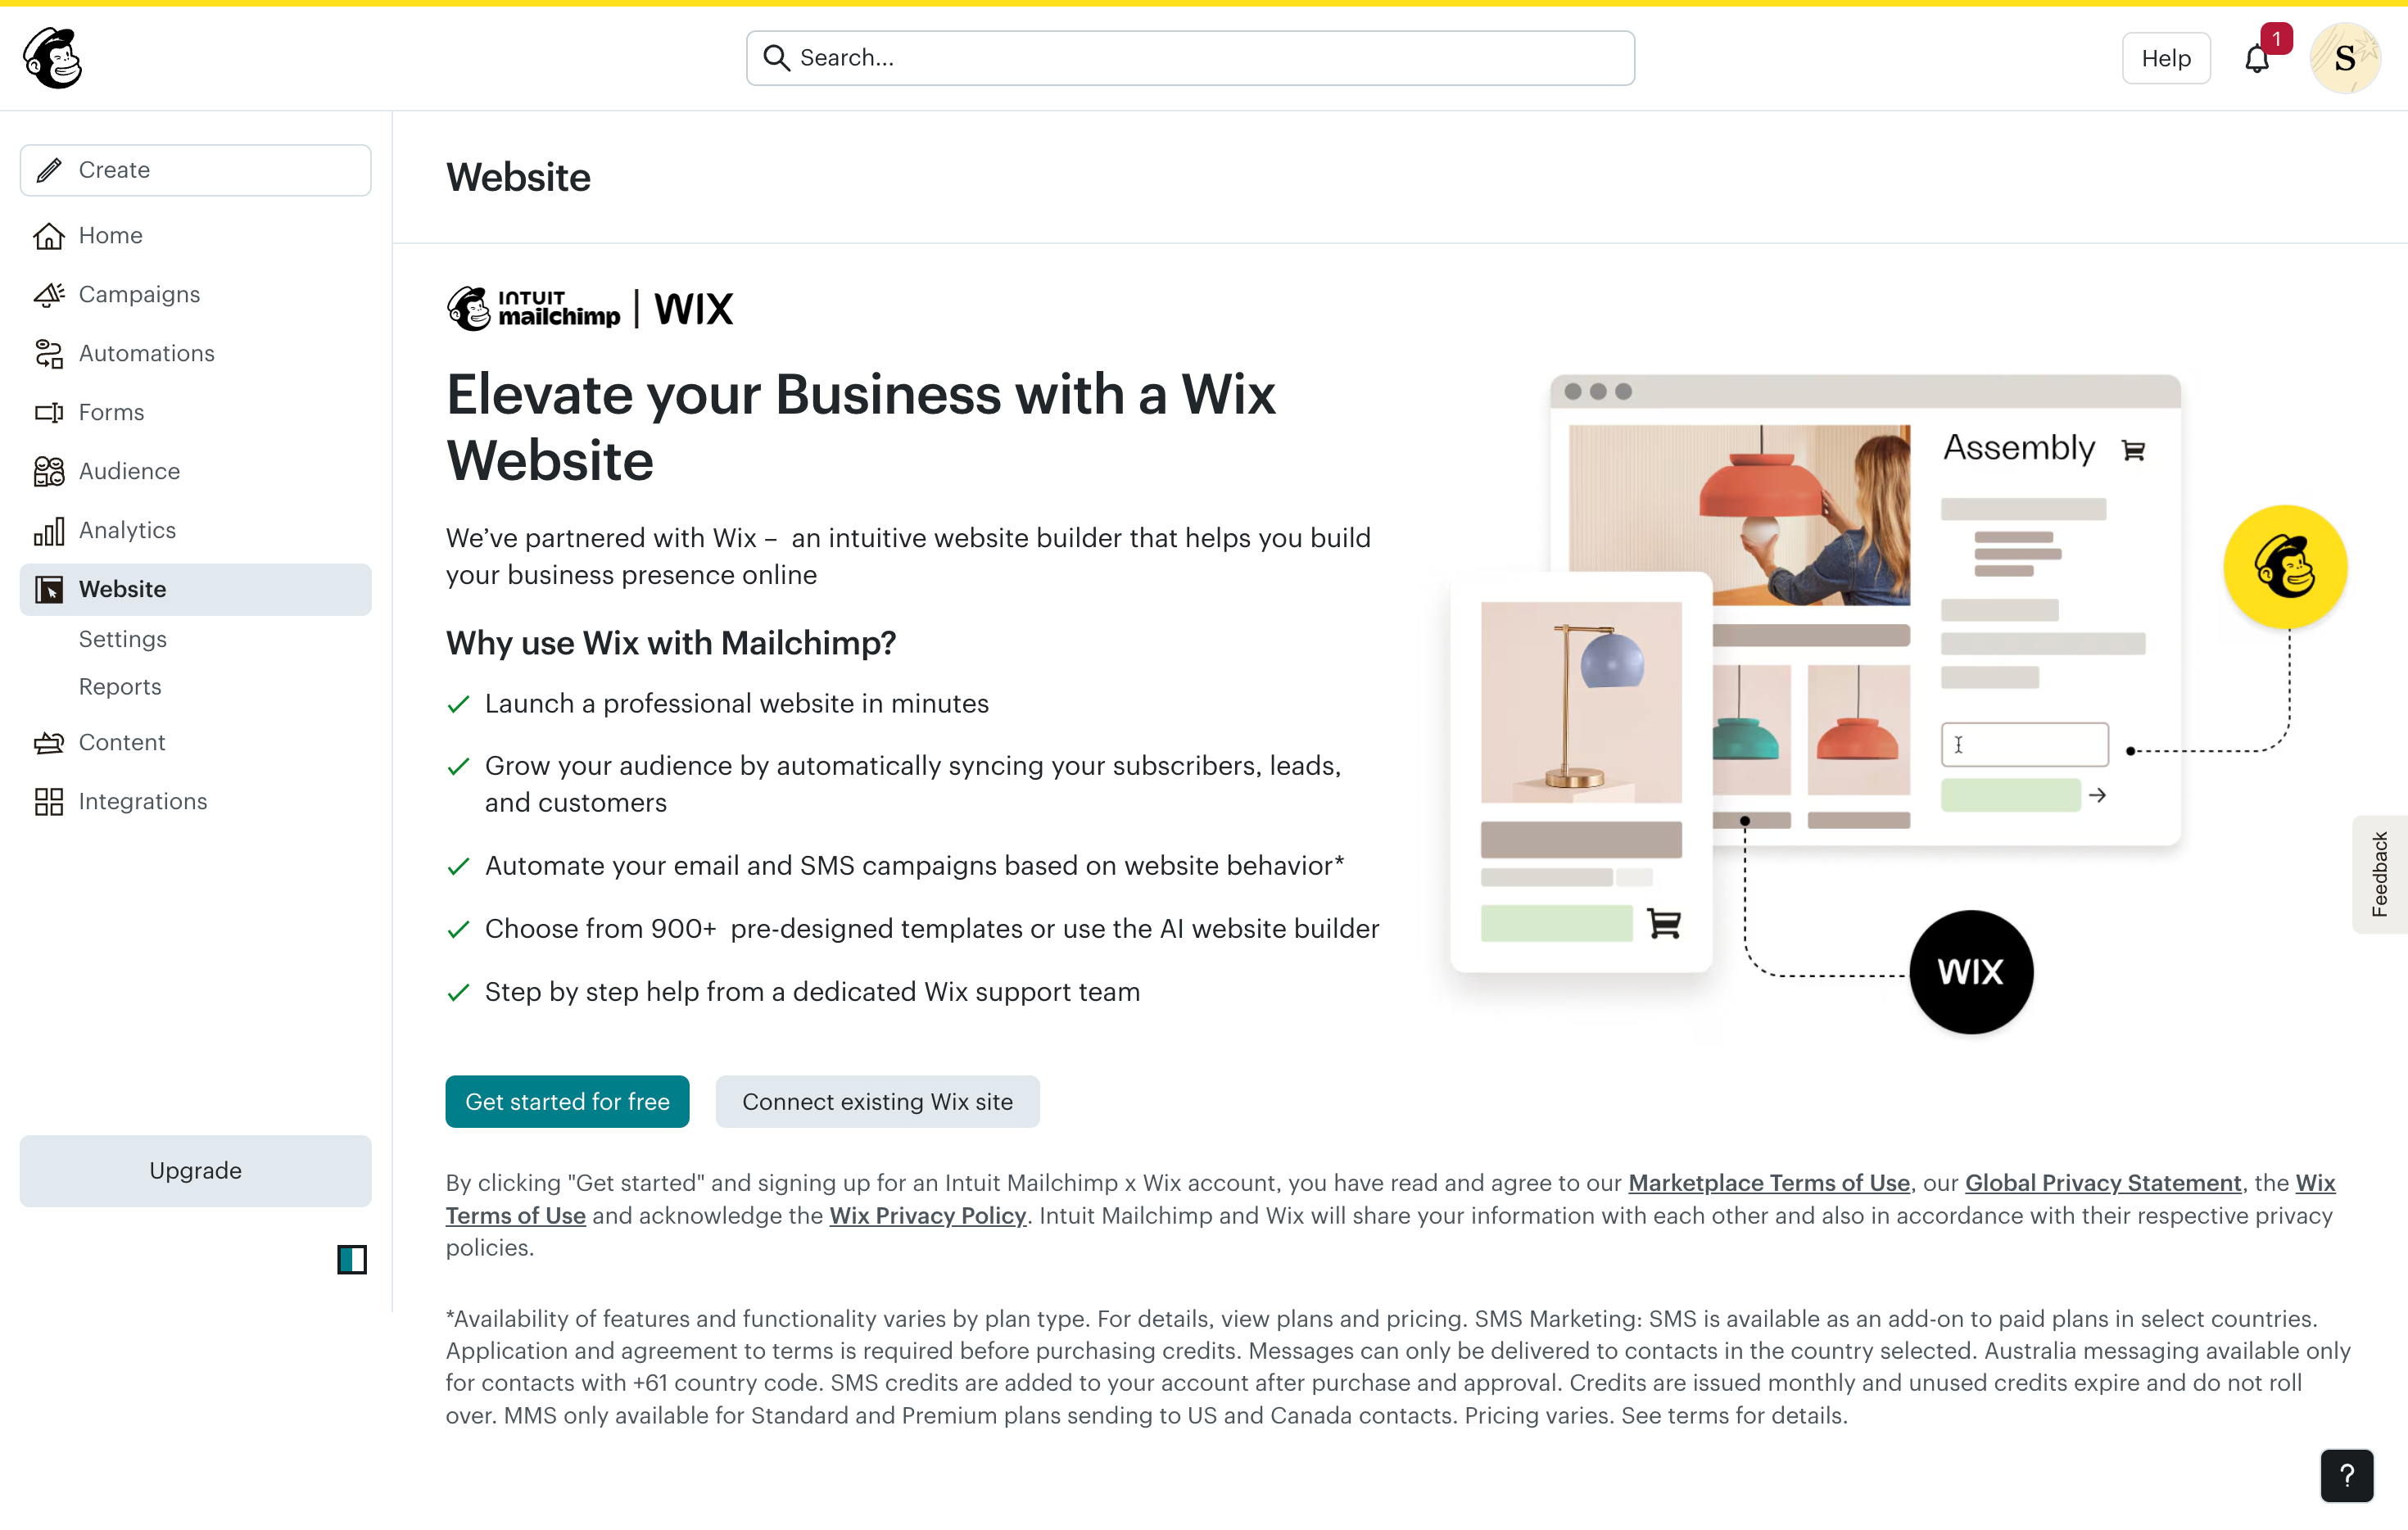 Search...
Help
1
S
Create
Home
Campaigns
Automations
Forms
Audience
Analytics
Website
Settings
Reports
Content
Integrations
Upgrade
Website
INTUIT
mailchimp | WIX
Elevate your Business with a Wix
Website
We’ve partnered with Wix – an intuitive website builder that helps you build
your business presence online
Why use Wix with Mailchimp?
Launch a professional website in minutes
Grow your audience by automatically syncing your subscribers, leads,
and customers
Automate your email and SMS campaigns based on website behavior*
Choose from 900+ pre-designed templates or use the AI website builder
Step by step help from a dedicated Wix support team
Get started for free
Connect existing Wix site
Assembly
WIX
Feedback
By clicking "Get started" and signing up for an Intuit Mailchimp x Wix account, you have read and agree to our Marketplace Terms of Use, our Global Privacy Statement, the Wix
Terms of Use and acknowledge the Wix Privacy Policy. Intuit Mailchimp and Wix will share your information with each other and also in accordance with their respective privacy
policies.
*Availability of features and functionality varies by plan type. For details, view plans and pricing. SMS Marketing: SMS is available as an add-on to paid plans in select countries.
Application and agreement to terms is required before purchasing credits. Messages can only be delivered to contacts in the country selected. Australia messaging available only
for contacts with +61 country code. SMS credits are added to your account after purchase and approval. Credits are issued monthly and unused credits expire and do not roll
over. MMS only available for Standard and Premium plans sending to US and Canada contacts. Pricing varies. See terms for details.
?